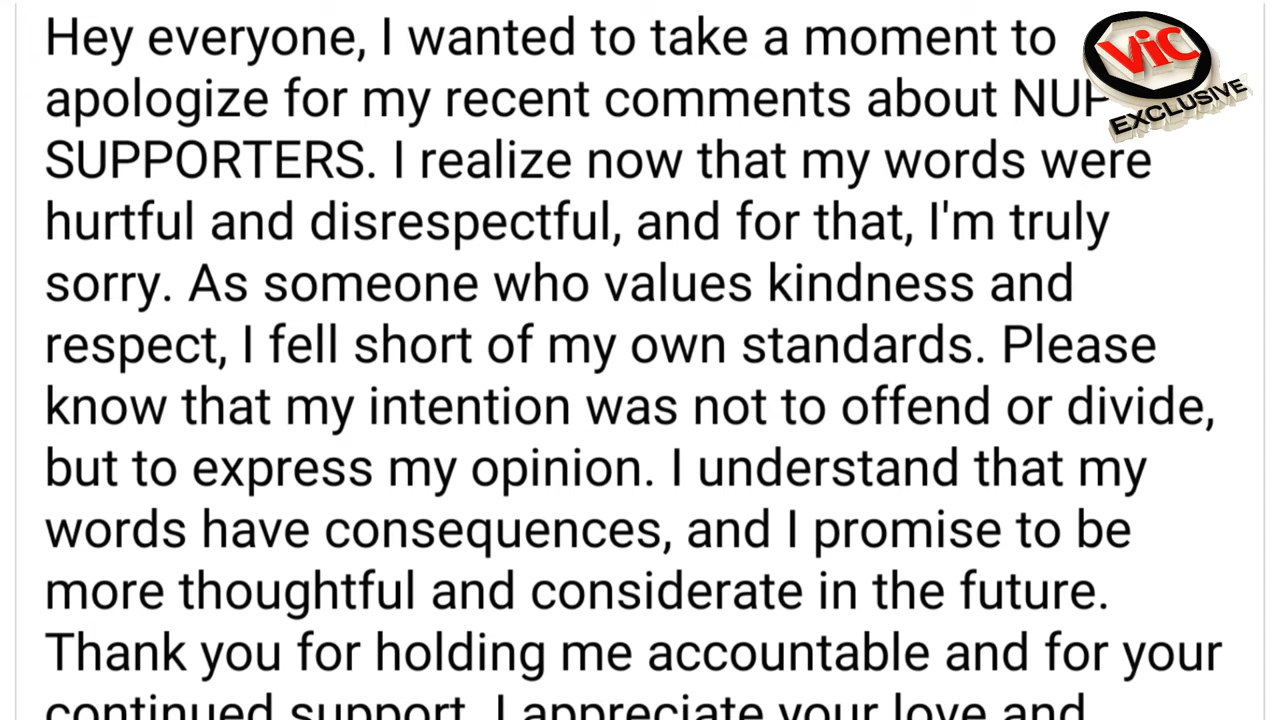 Hey everyone, I wanted to take a moment to
apologize for my recent comments about NUP
SUPPORTERS. I realize now that my words were
hurtful and disrespectful, and for that, I'm truly
sorry. As someone who values kindness and
respect, I fell short of my own standards. Please
know that my intention was not to offend or divide,
but to express my opinion. I understand that my
words have consequences, and I promise to be
more thoughtful and considerate in the future.
Thank you for holding me accountable and for your
continued support. I appreciate your love and
ViC
EXCLUSIVE